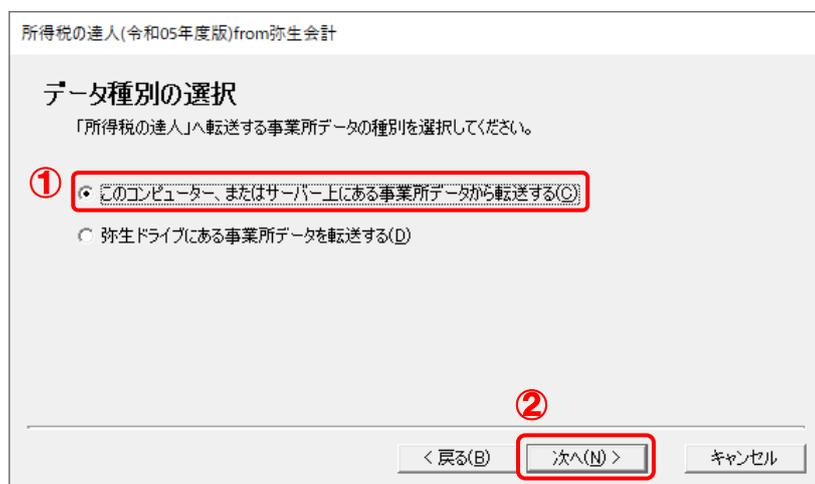 所得税の達人(令和05年度版)from弥生会計
データ種別の選択
「所得税の達人」へ転送する事業所データの種別を選択してください。
①
このコンピューター、またはサーバー上にある事業所データから転送する(C)
弥生ドライブにある事業所データを転送する(D)
②
< 戻る(B)
次へ(N) >
キャンセル